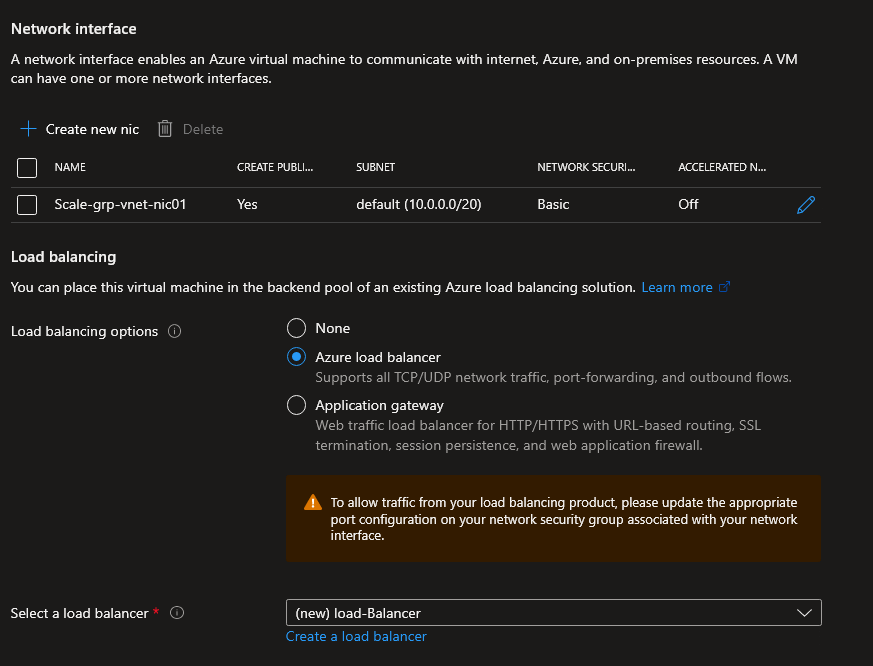 Network interface
A network interface enables an Azure virtual machine to communicate with internet, Azure, and on-premises resources. A VM
can have one or more network interfaces.
Create new nic Delete
NAME CREATE PUBLI... SUBNET NETWORK SECURI... ACCELERATED N...
Scale-grp-vnet-nic01 Yes default (10.0.0.0/20) Basic Off
Load balancing
You can place this virtual machine in the backend pool of an existing Azure load balancing solution. Learn more
Load balancing options
None
Azure load balancer
Supports all TCP/UDP network traffic, port-forwarding, and outbound flows.
Application gateway
Web traffic load balancer for HTTP/HTTPS with URL-based routing, SSL
termination, session persistence, and web application firewall.
To allow traffic from your load balancing product, please update the appropriate
port configuration on your network security group associated with your network
interface.
Select a load balancer * (new) load-Balancer
Create a load balancer